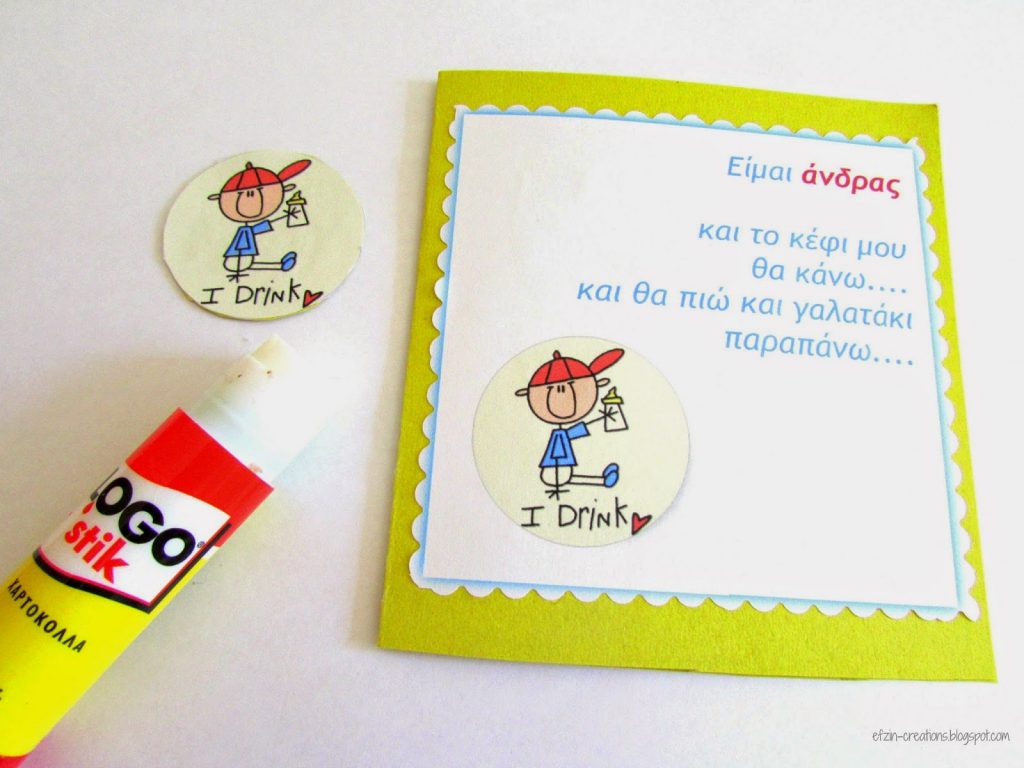 Είμαι άνδρας
και το κέφι μου
θα κάνω....
και θα πιώ και γαλατάκι
παραπάνω....
I DRINK
I DRINK
LOGO
stik
ΧΑΡΤΟΚΟΛΛΑ
efzin-creations.blogspot.com